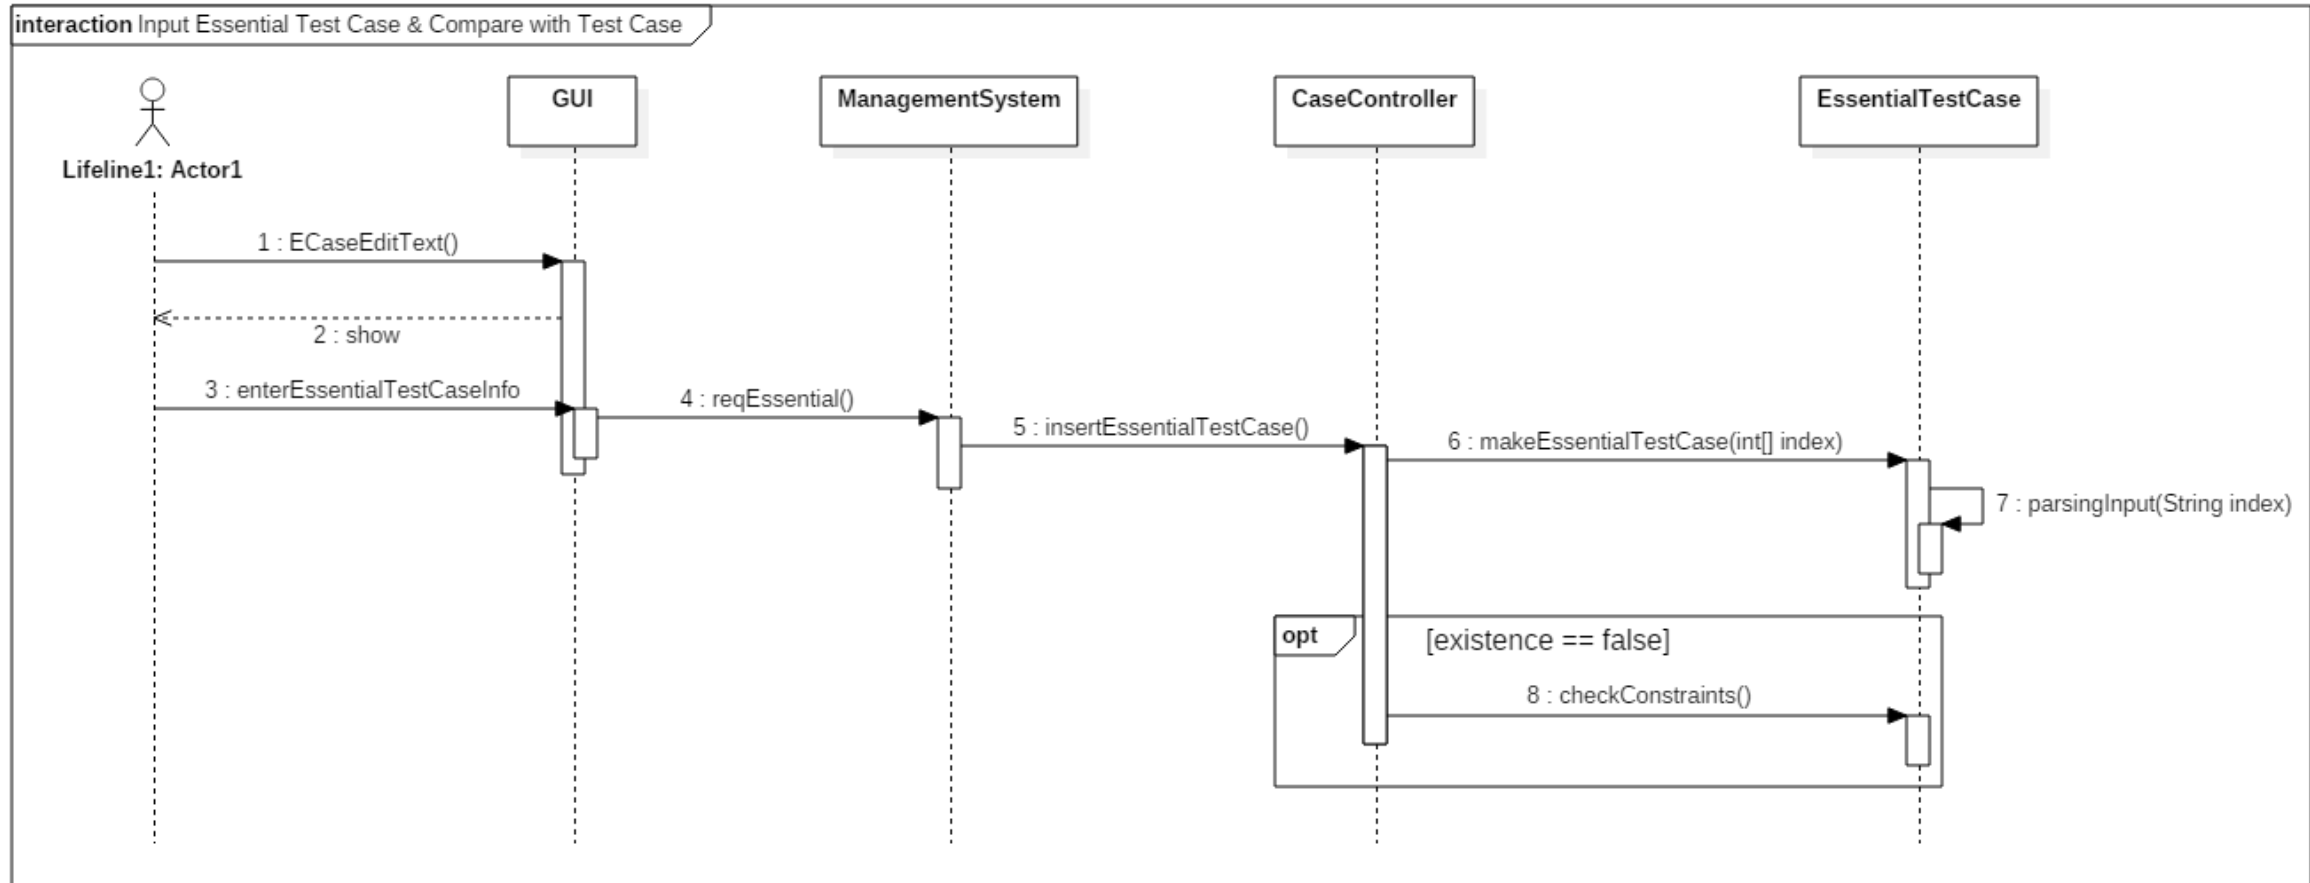 interaction Input Essential Test Case & Compare with Test Case
GUI
ManagementSystem
CaseController
EssentialTestCase
Lifeline1: Actor1
1 : ECaseEditText()
2 : show
3 : enterEssentialTestCaseInfo
4 : reqEssential()
5 : insertEssentialTestCase()
6 : makeEssentialTestCase(int[] index)
7 : parsingInput(String index)
opt
[existence == false]
8 : checkConstraints()